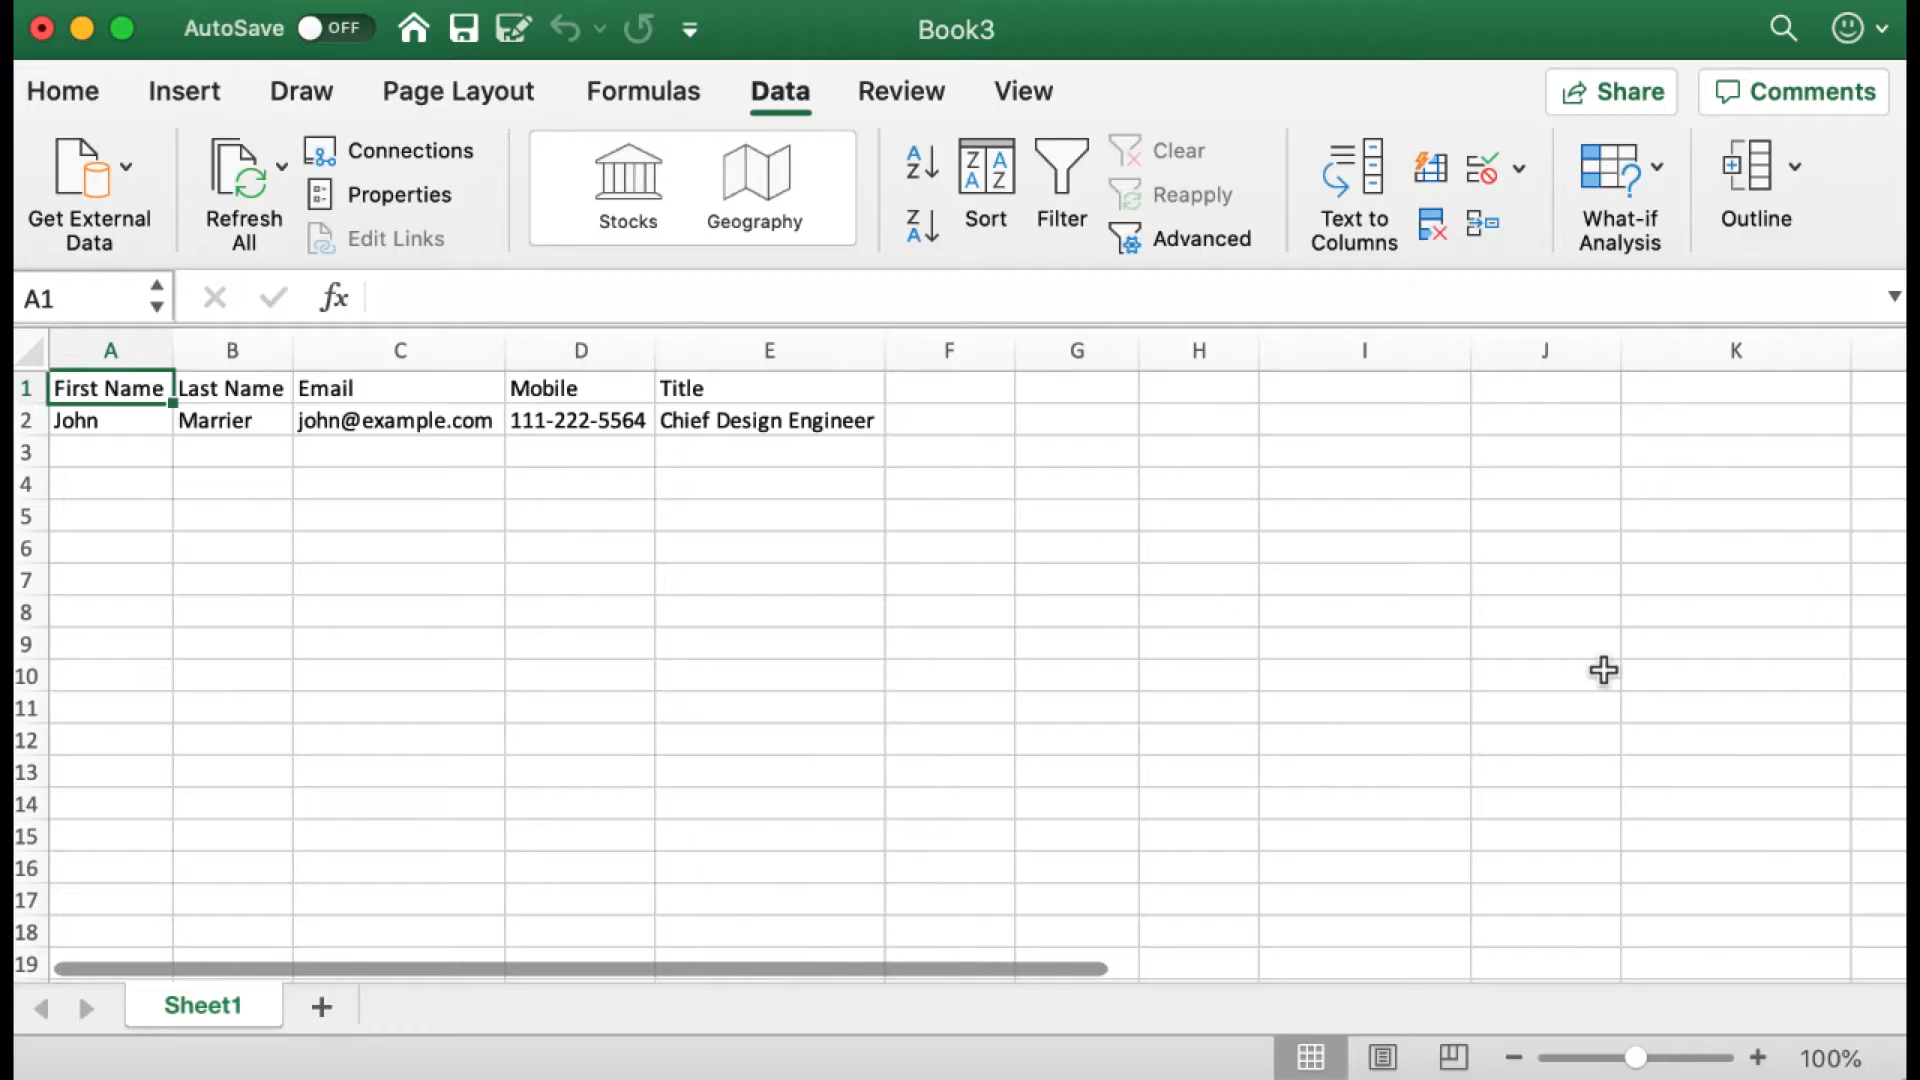 AutoSave OFF Book3
Home Insert Draw Page Layout Formulas Data Review View Share Comments
Get External Data
Refresh All
Connections
Properties
Edit Links
Stocks
Geography
Sort
Filter
Clear
Reapply
Advanced
Text to Columns
What-if Analysis
Outline
A1 fx
A B C D E F G H I J K
1 First Name Last Name Email Mobile Title
2 John Marrier john@example.com 111-222-5564 Chief Design Engineer
3
4
5
6
7
8
9
10
11
12
13
14
15
16
17
18
19
Sheet1 +
100%